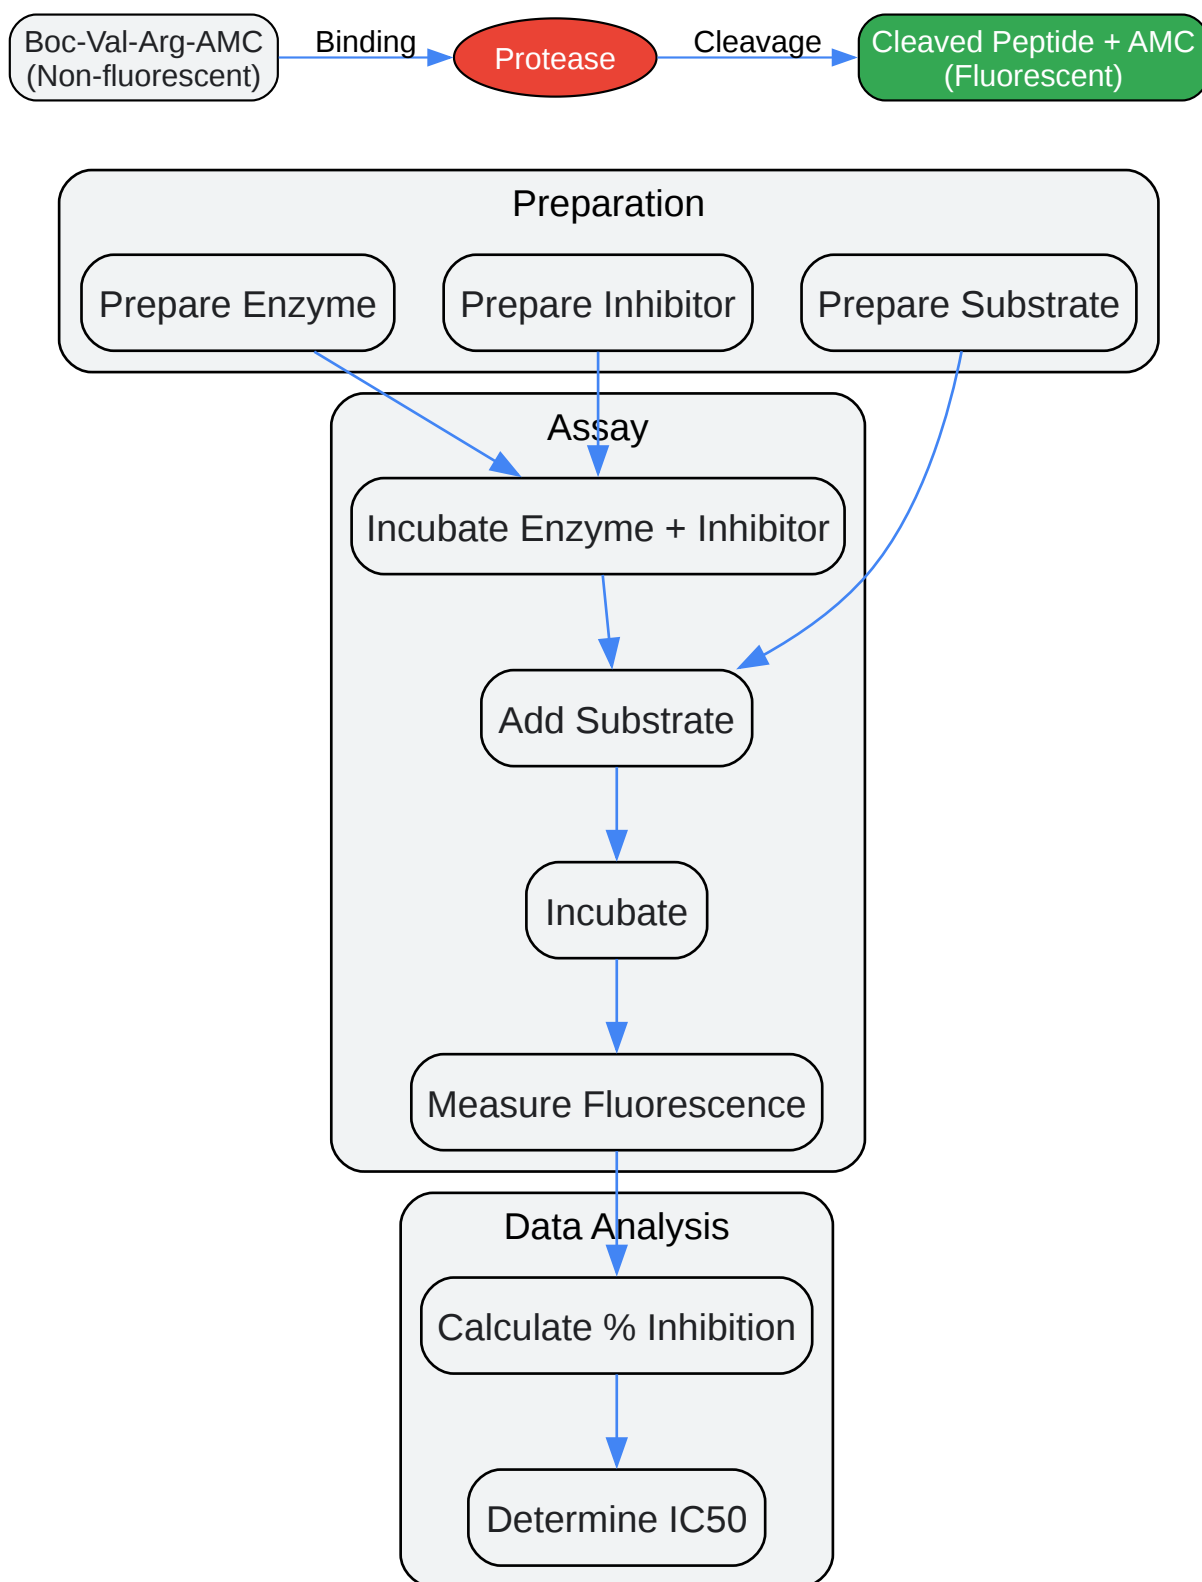 Boc-Val-Arg-AMC
(Non-fluorescent)
Binding
Protease
Cleavage
Cleaved Peptide + AMC
(Fluorescent)
Preparation
Prepare Enzyme
Prepare Inhibitor
Prepare Substrate
Assay
Incubate Enzyme + Inhibitor
Add Substrate
Incubate
Measure Fluorescence
Data Analysis
Calculate % Inhibition
Determine IC50